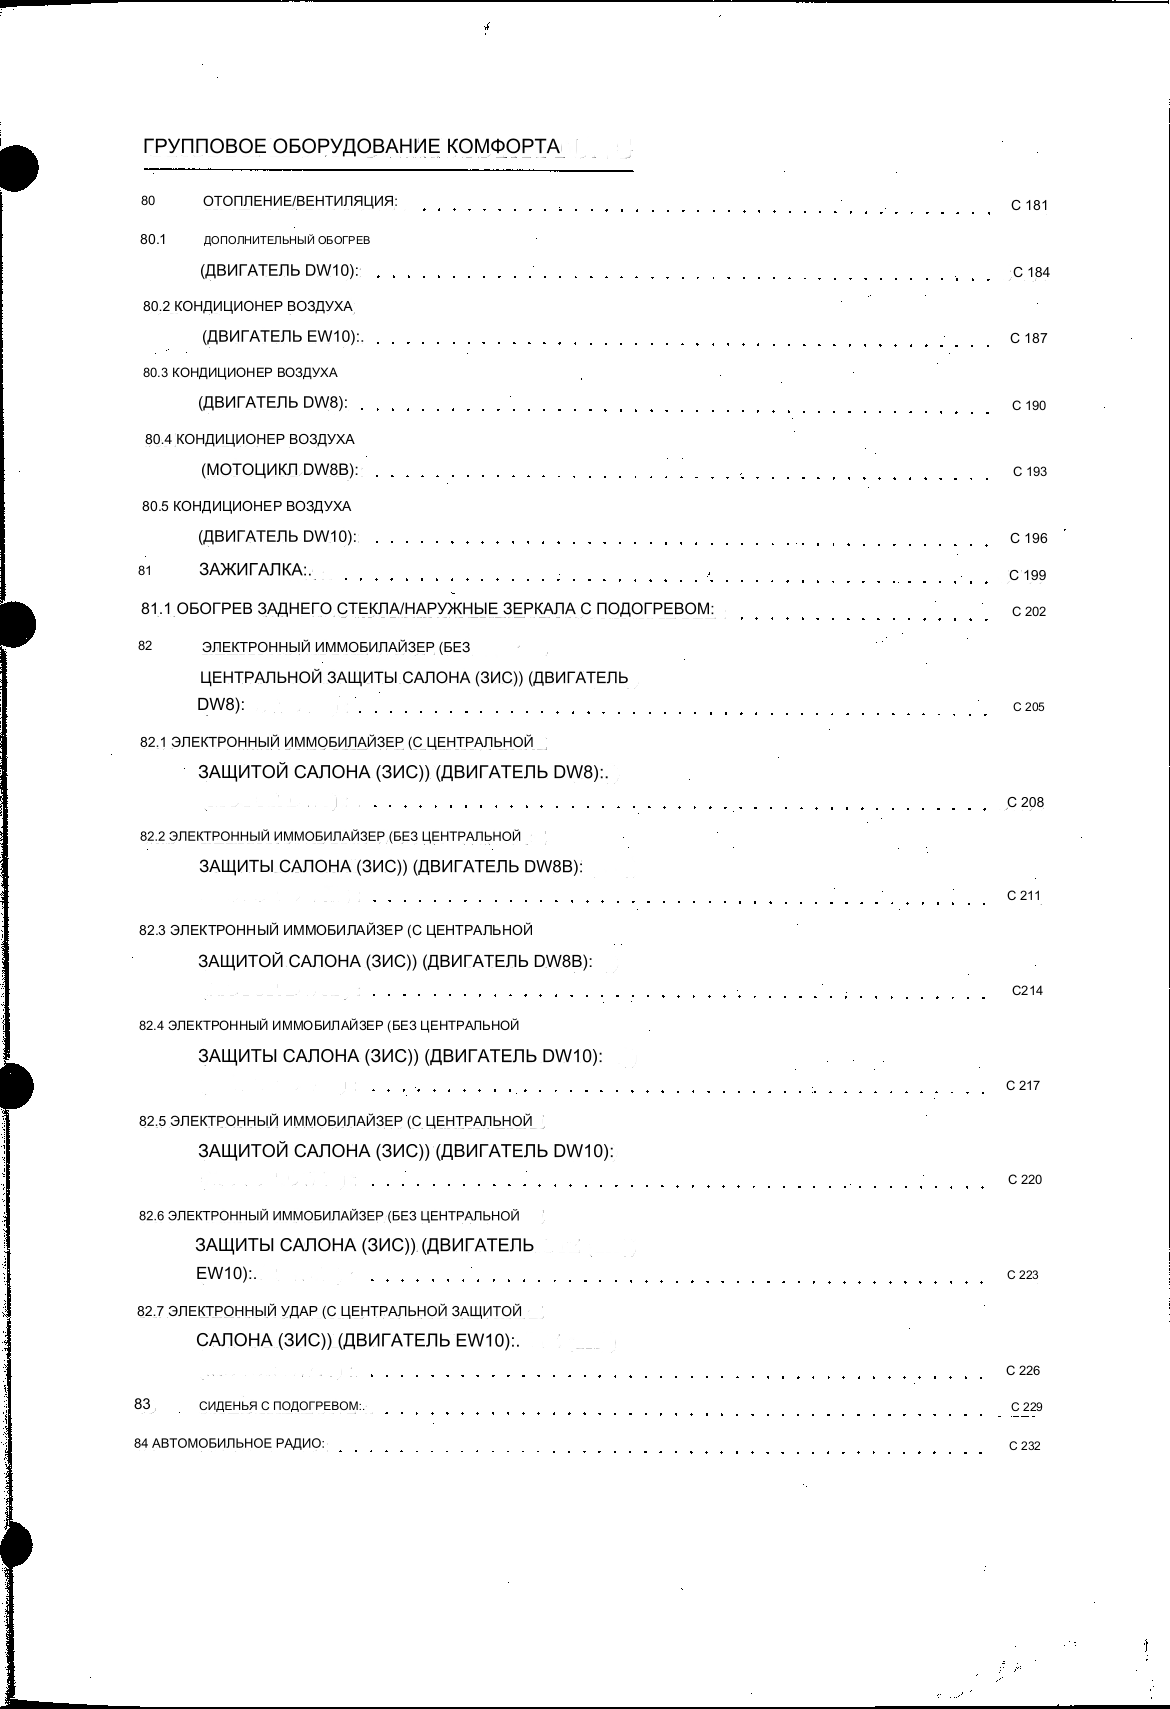 ГРУППОВОЕ ОБОРУДОВАНИЕ КОМФОРТА
80 ОТОПЛЕНИЕ/ВЕНТИЛЯЦИЯ: С 181
80.1 ДОПОЛНИТЕЛЬНЫЙ ОБОГРЕВ
(ДВИГАТЕЛЬ DW10): С 184
80.2 КОНДИЦИОНЕР ВОЗДУХА
(ДВИГАТЕЛЬ EW10):. С 187
80.3 КОНДИЦИОНЕР ВОЗДУХА
(ДВИГАТЕЛЬ DW8): С 190
80.4 КОНДИЦИОНЕР ВОЗДУХА
(МОТОЦИКЛ DW8B): С 193
80.5 КОНДИЦИОНЕР ВОЗДУХА
(ДВИГАТЕЛЬ DW10): С 196
81 ЗАЖИГАЛКА:. С 199
81.1 ОБОГРЕВ ЗАДНЕГО СТЕКЛА/НАРУЖНЫЕ ЗЕРКАЛА С ПОДОГРЕВОМ: С 202
82 ЭЛЕКТРОННЫЙ ИММОБИЛАЙЗЕР (БЕЗ
ЦЕНТРАЛЬНОЙ ЗАЩИТЫ САЛОНА (ЗИС)) (ДВИГАТЕЛЬ
DW8): С 205
82.1 ЭЛЕКТРОННЫЙ ИММОБИЛАЙЗЕР (С ЦЕНТРАЛЬНОЙ
ЗАЩИТОЙ САЛОНА (ЗИС)) (ДВИГАТЕЛЬ DW8):.
С 208
82.2 ЭЛЕКТРОННЫЙ ИММОБИЛАЙЗЕР (БЕЗ ЦЕНТРАЛЬНОЙ
ЗАЩИТЫ САЛОНА (ЗИС)) (ДВИГАТЕЛЬ DW8B):
С 211
82.3 ЭЛЕКТРОННЫЙ ИММОБИЛАЙЗЕР (С ЦЕНТРАЛЬНОЙ
ЗАЩИТОЙ САЛОНА (ЗИС)) (ДВИГАТЕЛЬ DW8B):
С214
82.4 ЭЛЕКТРОННЫЙ ИММОБИЛАЙЗЕР (БЕЗ ЦЕНТРАЛЬНОЙ
ЗАЩИТЫ САЛОНА (ЗИС)) (ДВИГАТЕЛЬ DW10):
С 217
82.5 ЭЛЕКТРОННЫЙ ИММОБИЛАЙЗЕР (С ЦЕНТРАЛЬНОЙ
ЗАЩИТОЙ САЛОНА (ЗИС)) (ДВИГАТЕЛЬ DW10):
С 220
82.6 ЭЛЕКТРОННЫЙ ИММОБИЛАЙЗЕР (БЕЗ ЦЕНТРАЛЬНОЙ
ЗАЩИТЫ САЛОНА (ЗИС)) (ДВИГАТЕЛЬ
EW10):. С 223
82.7 ЭЛЕКТРОННЫЙ УДАР (С ЦЕНТРАЛЬНОЙ ЗАЩИТОЙ
САЛОНА (ЗИС)) (ДВИГАТЕЛЬ EW10):.
С 226
83 СИДЕНЬЯ С ПОДОГРЕВОМ:. С 229
84 АВТОМОБИЛЬНОЕ РАДИО: С 232